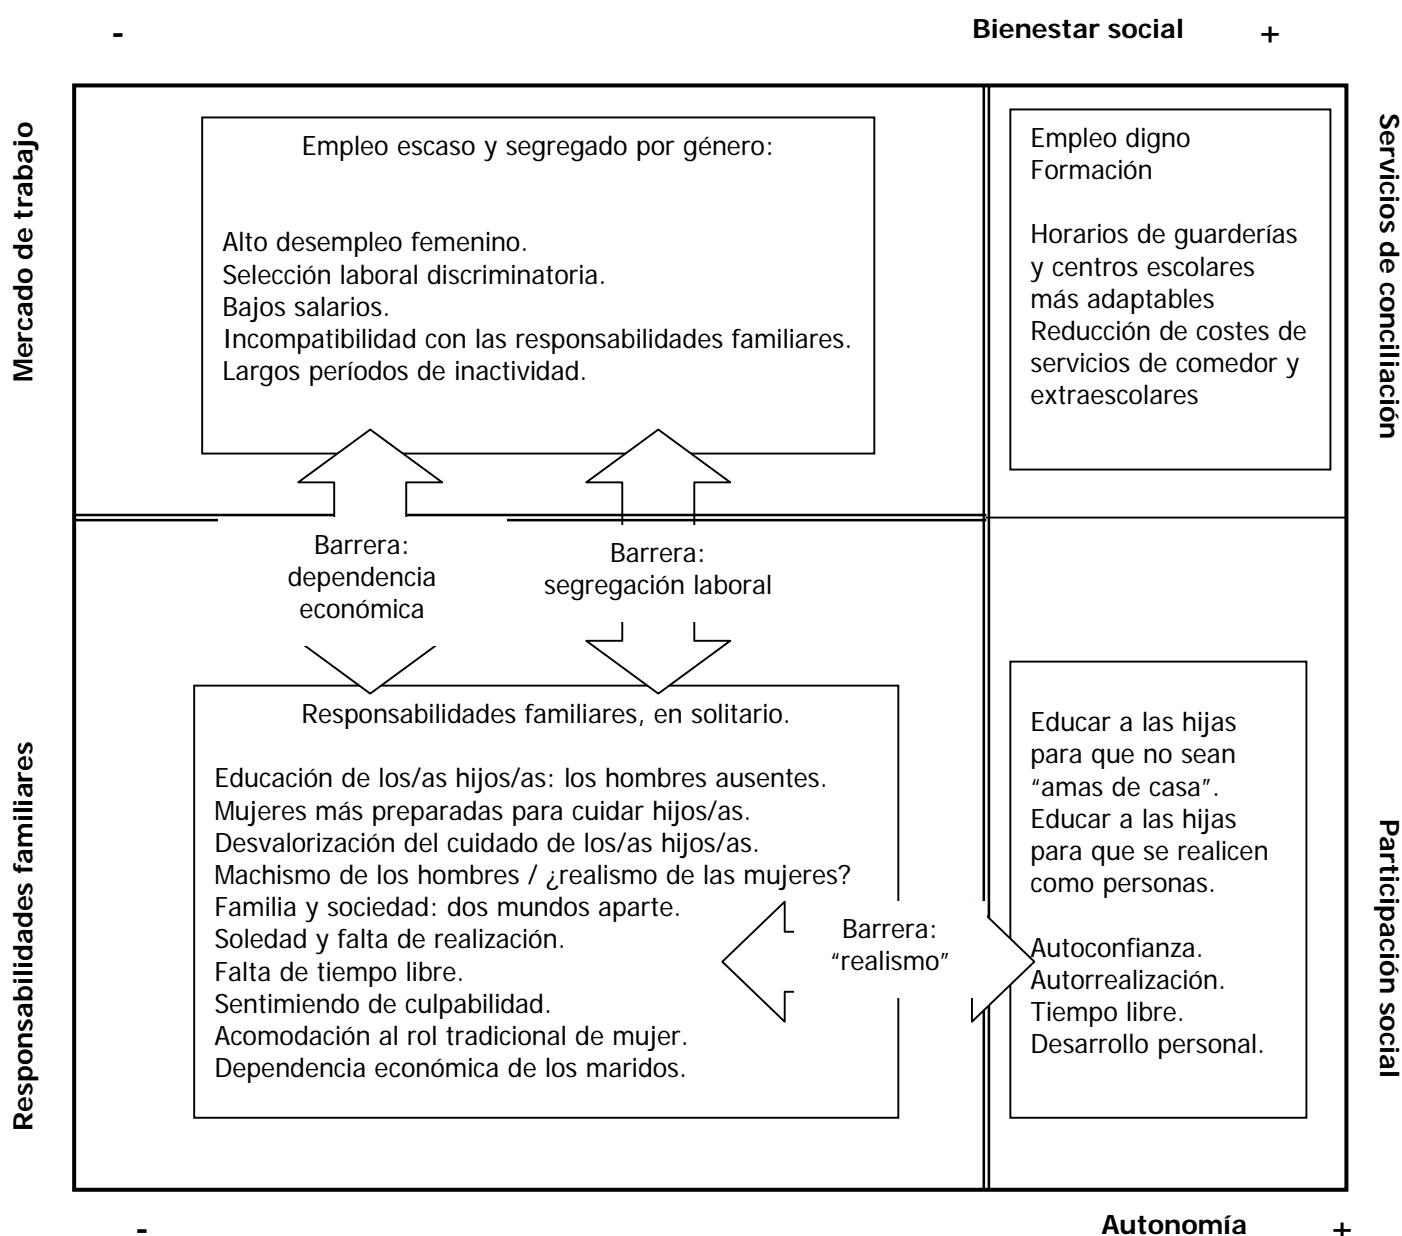 -
Bienestar social +
Mercado de trabajo
Empleo escaso y segregado por género:
Alto desempleo femenino.
Selección laboral discriminatoria.
Bajos salarios.
Incompatibilidad con las responsabilidades familiares.
Largos períodos de inactividad.
Empleo digno
Formación
Horarios de guarderías
y centros escolares
más adaptables
Reducción de costes de
servicios de comedor y
extraescolares
Servicios de conciliación
Barrera:
dependencia
económica
Barrera:
segregación laboral
Responsabilidades familiares
Responsabilidades familiares, en solitario.
Educación de los/as hijos/as: los hombres ausentes.
Mujeres más preparadas para cuidar hijos/as.
Desvalorización del cuidado de los/as hijos/as.
Machismo de los hombres / ¿realismo de las mujeres?
Familia y sociedad: dos mundos aparte.
Soledad y falta de realización.
Falta de tiempo libre.
Sentimiendo de culpabilidad.
Acomodación al rol tradicional de mujer.
Dependencia económica de los maridos.
Barrera:
“realismo”
Educar a las hijas
para que no sean
“amas de casa”.
Educar a las hijas
para que se realicen
como personas.
Autoconfianza.
Autorrealización.
Tiempo libre.
Desarrollo personal.
Participación social
-
Autonomía +